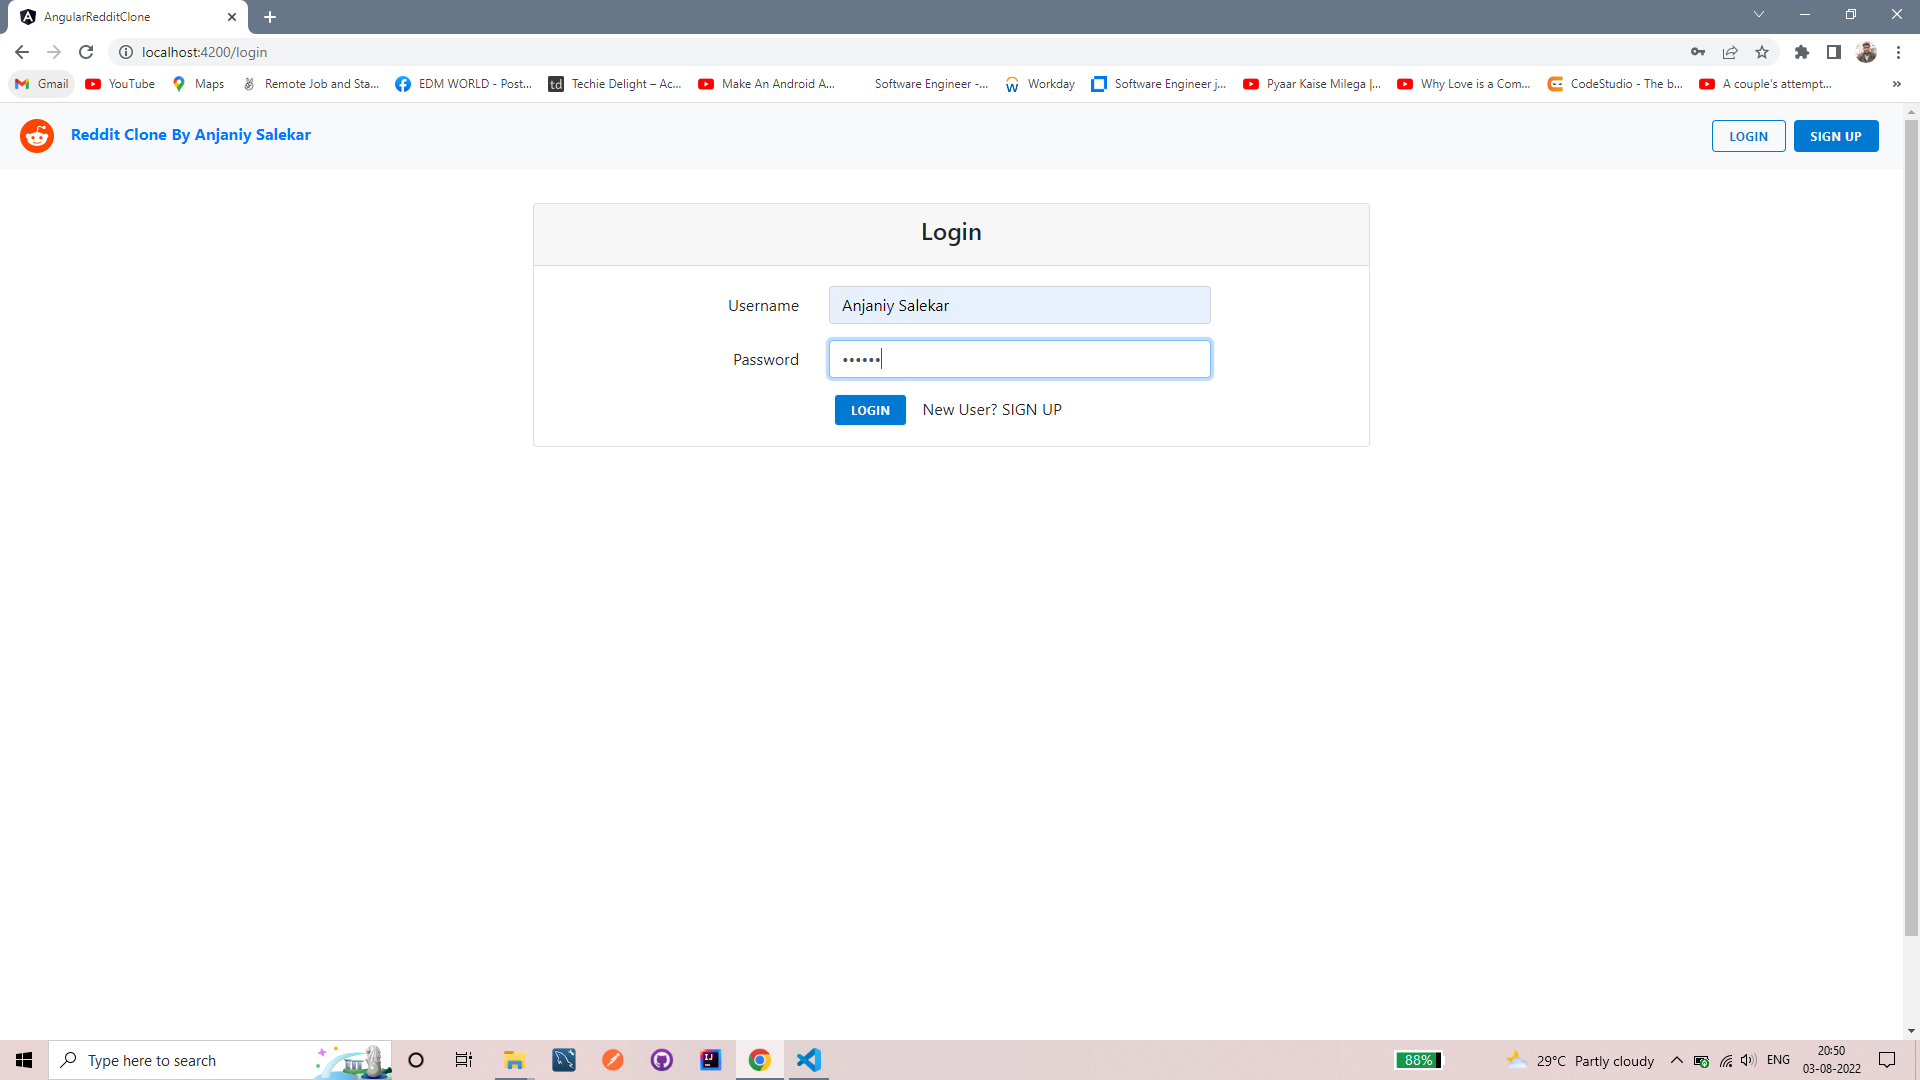 AngularRedditClone
localhost:4200/login
Gmail YouTube Maps Remote Job and Sta... EDM WORLD - Post... Techie Delight – Ac... Make An Android A... Software Engineer -... Workday Software Engineer j... Pyaar Kaise Milega |... Why Love is a Com... CodeStudio - The b... A couple's attempt... »
Reddit Clone By Anjaniy Salekar LOGIN SIGN UP
Login
Username Anjaniy Salekar
Password ••••••
LOGIN New User? SIGN UP
Type here to search 88% 29°C Partly cloudy ENG 20:50
03-08-2022